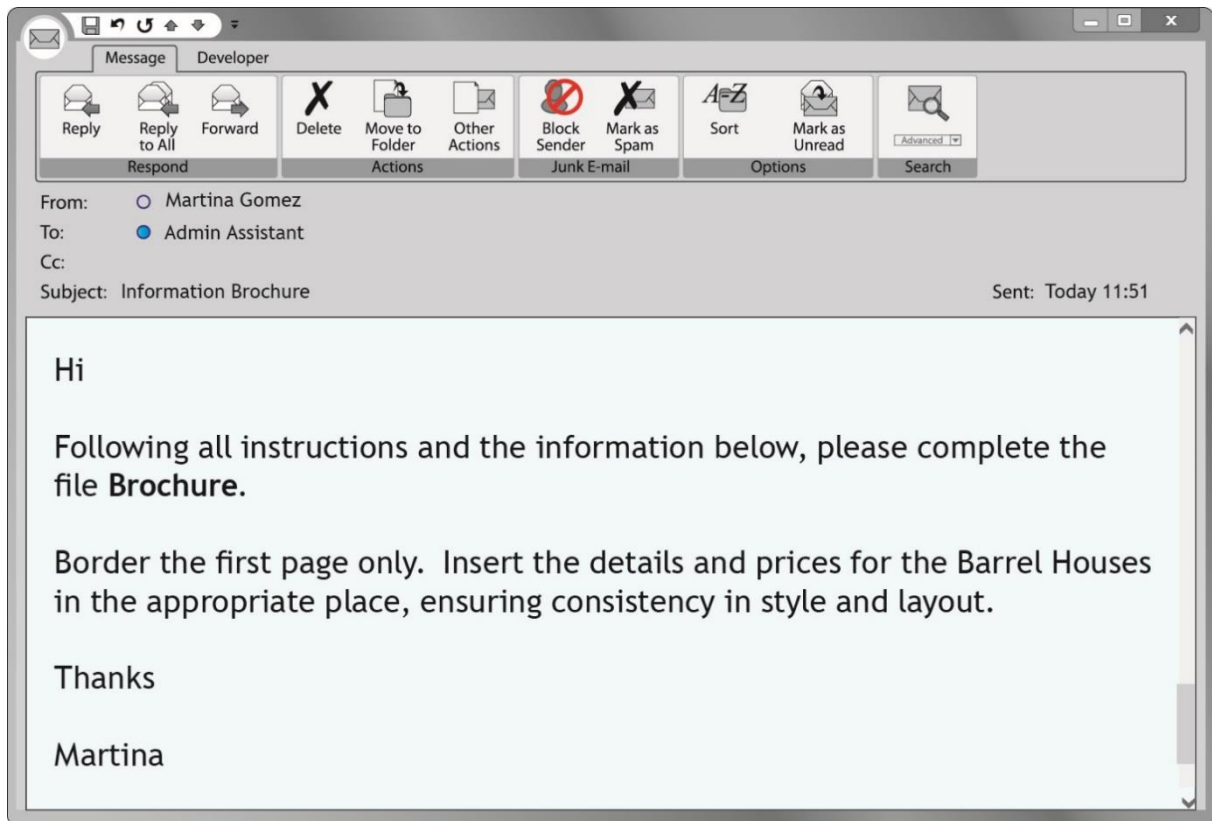 Message Developer
Reply Reply to All Forward Delete Move to Folder Other Actions Block Sender Mark as Spam Sort Mark as Unread Advanced
Respond Actions Junk E-mail Options Search
From: Martina Gomez
To: Admin Assistant
Cc:
Subject: Information Brochure Sent: Today 11:51
Hi
Following all instructions and the information below, please complete the
file Brochure.
Border the first page only. Insert the details and prices for the Barrel Houses
in the appropriate place, ensuring consistency in style and layout.
Thanks
Martina